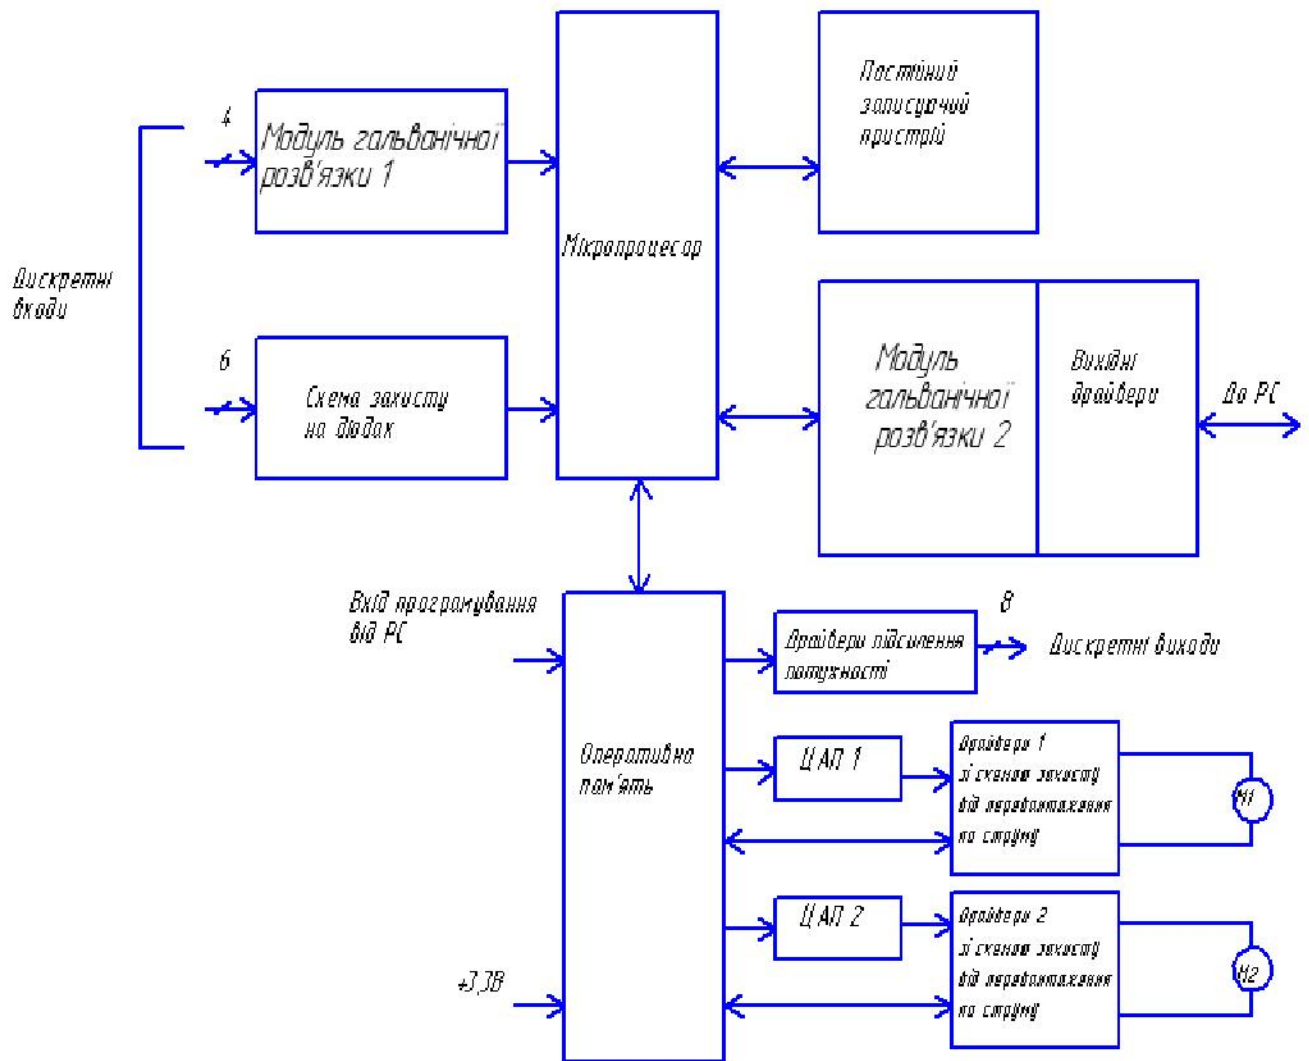 Дискретні
входи
4
Модуль гальванічної
розв'язки 1
6
Схема захисту
на діодах
Мікропроцесор
Постійний
записуючий
пристрій
Модуль
гальванічної
розв'язки 2
Вихідні
драйвери
До РС
Вхід програмування
від РС
+3,3В
Оперативна
пам'ять
Драйвери підсилення
потужності
8
Дискретні виходи
ЦАП 1
Драйвери 1
зі схемою захисту
від перевантаження
по струму
М1
ЦАП 2
Драйвери 2
зі схемою захисту
від перевантаження
по струму
М2